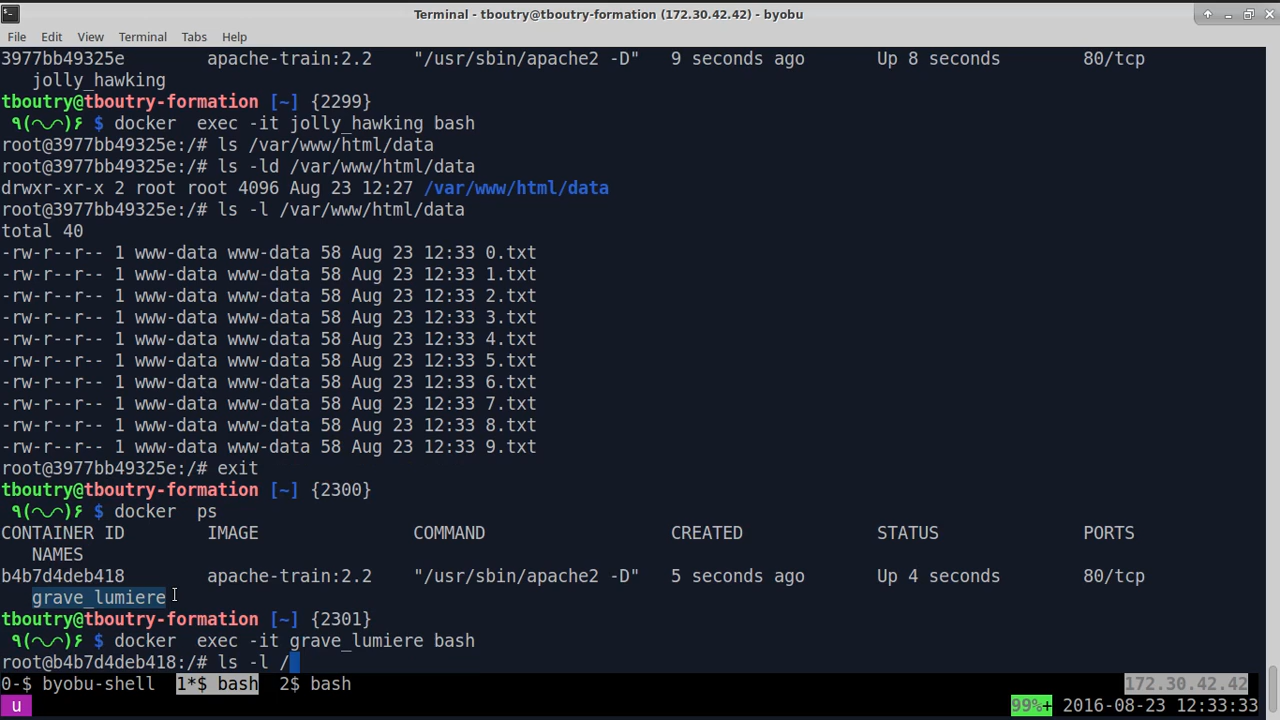 Terminal - tboutry@tboutry-formation (172.30.42.42) - byobu
File Edit View Terminal Tabs Help
3977bb49325e apache-train:2.2 "/usr/sbin/apache2 -D" 9 seconds ago Up 8 seconds 80/tcp
jolly_hawking
tboutry@tboutry-formation [~] {2299}
٩(◡◡)۶ $ docker exec -it jolly_hawking bash
root@3977bb49325e:/# ls /var/www/html/data
root@3977bb49325e:/# ls -ld /var/www/html/data
drwxr-xr-x 2 root root 4096 Aug 23 12:27 /var/www/html/data
root@3977bb49325e:/# ls -l /var/www/html/data
total 40
-rw-r--r-- 1 www-data www-data 58 Aug 23 12:33 0.txt
-rw-r--r-- 1 www-data www-data 58 Aug 23 12:33 1.txt
-rw-r--r-- 1 www-data www-data 58 Aug 23 12:33 2.txt
-rw-r--r-- 1 www-data www-data 58 Aug 23 12:33 3.txt
-rw-r--r-- 1 www-data www-data 58 Aug 23 12:33 4.txt
-rw-r--r-- 1 www-data www-data 58 Aug 23 12:33 5.txt
-rw-r--r-- 1 www-data www-data 58 Aug 23 12:33 6.txt
-rw-r--r-- 1 www-data www-data 58 Aug 23 12:33 7.txt
-rw-r--r-- 1 www-data www-data 58 Aug 23 12:33 8.txt
-rw-r--r-- 1 www-data www-data 58 Aug 23 12:33 9.txt
root@3977bb49325e:/# exit
tboutry@tboutry-formation [~] {2300}
٩(◡◡)۶ $ docker ps
CONTAINER ID IMAGE COMMAND CREATED STATUS PORTS
NAMES
b4b7d4deb418 apache-train:2.2 "/usr/sbin/apache2 -D" 5 seconds ago Up 4 seconds 80/tcp
grave_lumiere
tboutry@tboutry-formation [~] {2301}
٩(◡◡)۶ $ docker exec -it grave_lumiere bash
root@b4b7d4deb418:/# ls -l /
0-$ byobu-shell 1*$ bash 2$ bash 172.30.42.42
u 99%+ 2016-08-23 12:33:33